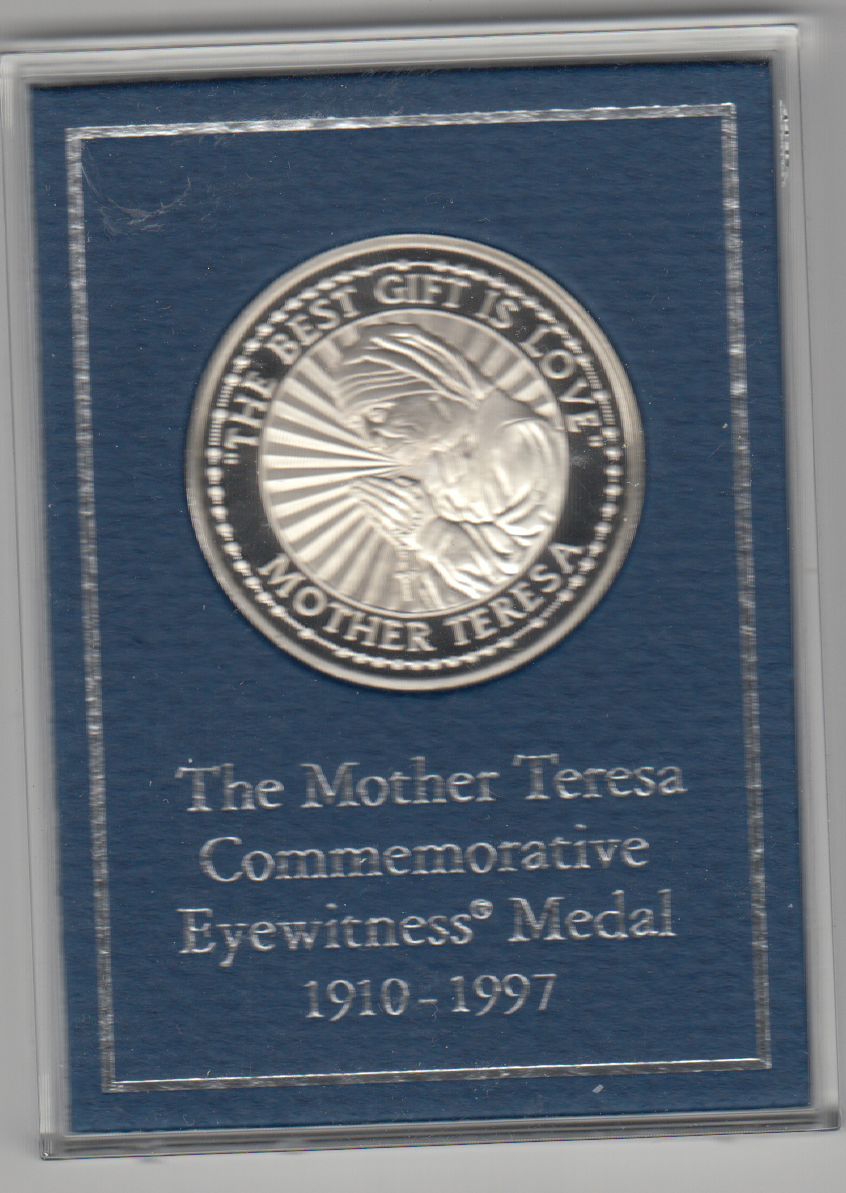 "THE BEST GIFT IS LOVE"
MOTHER TERESA
The Mother Teresa
Commemorative
Eyewitness® Medal
1910-1997